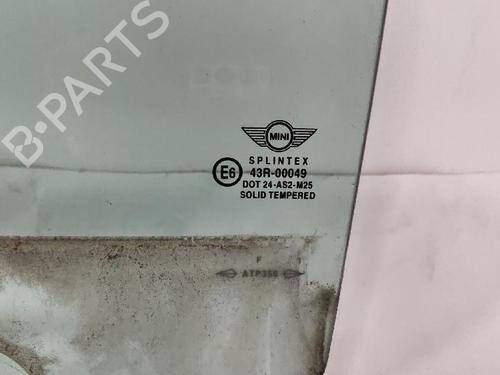 B-PARTS
MINI
SPLINTEX
E6 43R-00049
DOT 24-AS2-M25
SOLID TEMPERED
F
ATP350